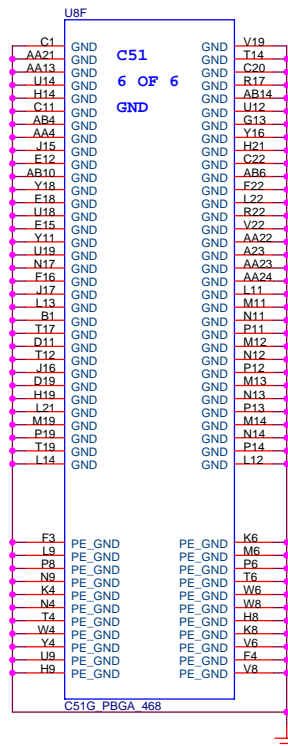 U8F
C51
6 OF 6
GND
C1 GND GND V19
AA21 GND GND T14
AA13 GND GND C20
U14 GND GND R17
H14 GND GND AB14
C11 GND GND U12
AB4 GND GND G13
AA4 GND GND Y16
J15 GND GND H21
E12 GND GND C22
AB10 GND GND AB6
Y18 GND GND F22
E18 GND GND L22
U18 GND GND R22
E15 GND GND V22
Y11 GND GND AA22
U19 GND GND A23
N17 GND GND AA23
F16 GND GND AA24
J17 GND GND L11
L13 GND GND M11
B1 GND GND N11
T17 GND GND P11
D11 GND GND M12
T12 GND GND N12
J16 GND GND P12
D19 GND GND M13
H19 GND GND N13
L21 GND GND P13
M19 GND GND M14
P19 GND GND N14
T19 GND GND P14
L14 GND GND L12
F3 PE_GND PE_GND K6
L9 PE_GND PE_GND M6
P8 PE_GND PE_GND P6
N9 PE_GND PE_GND T6
K4 PE_GND PE_GND W6
N4 PE_GND PE_GND W8
T4 PE_GND PE_GND H8
W4 PE_GND PE_GND K8
Y4 PE_GND PE_GND V6
U9 PE_GND PE_GND F4
H9 PE_GND PE_GND V8
C51G_PBGA_468